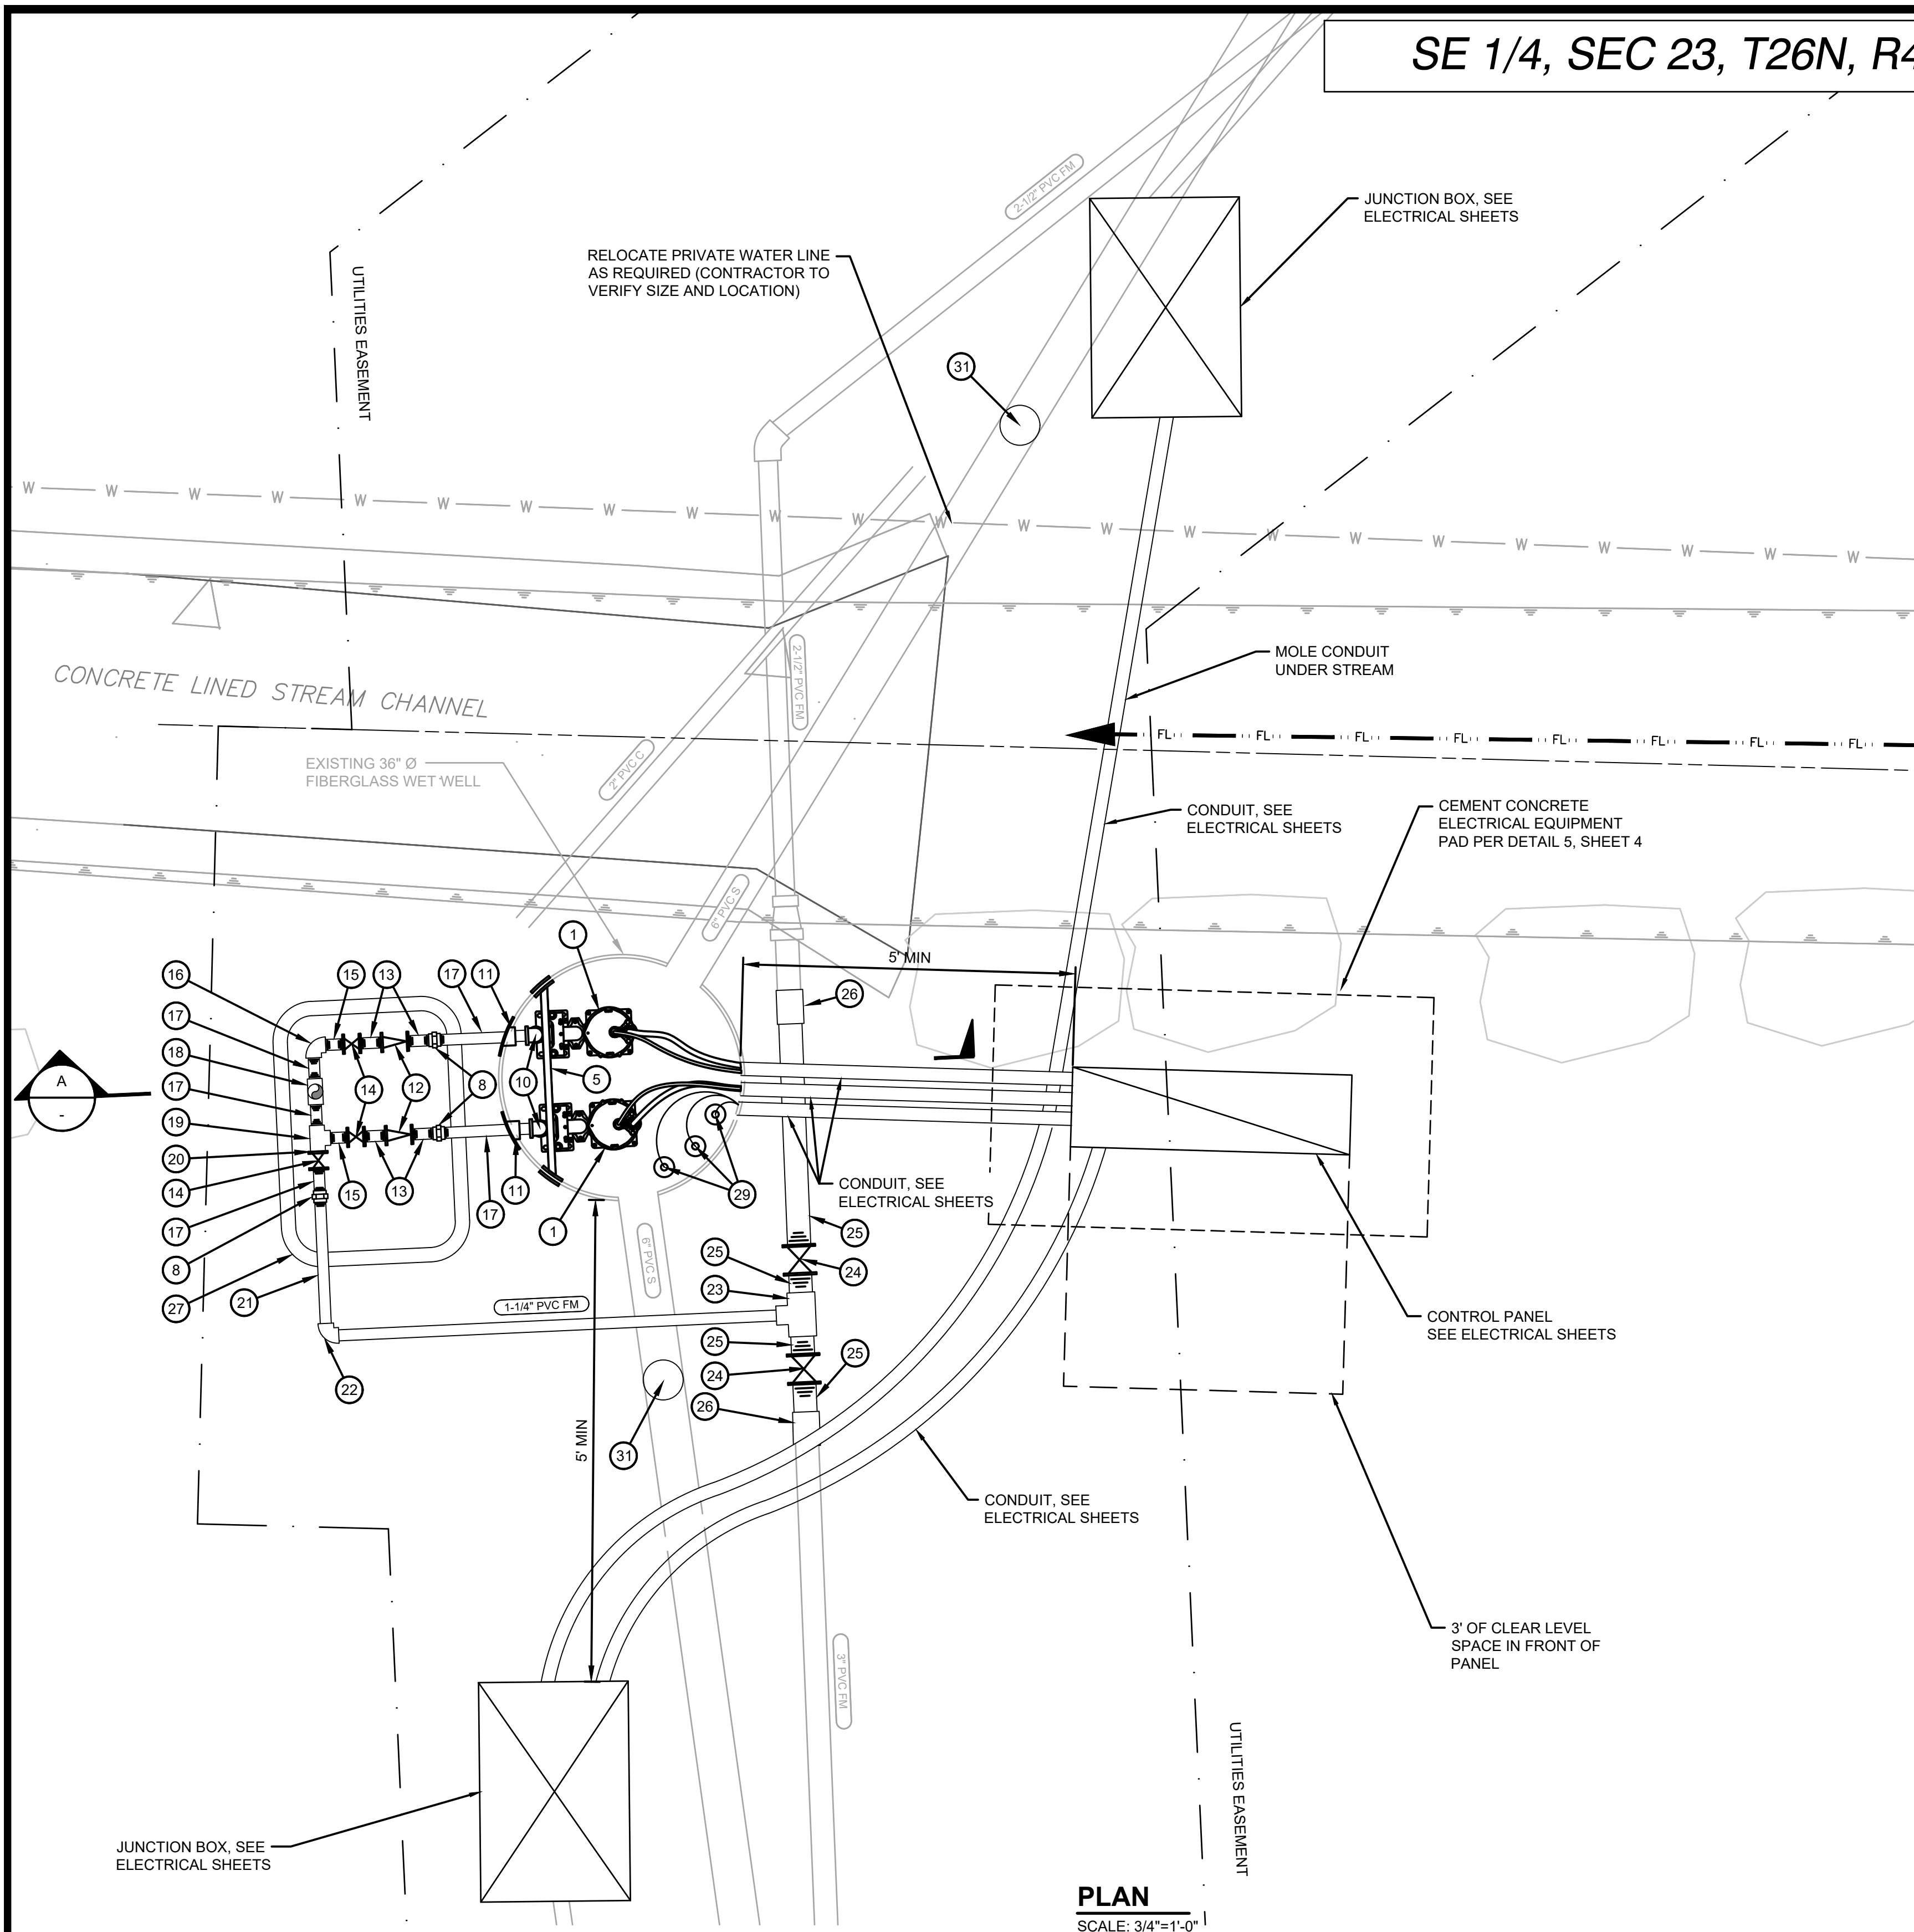 SE 1/4, SEC 23, T26N, R4
2-1/2" PVC FM
JUNCTION BOX, SEE
ELECTRICAL SHEETS
RELOCATE PRIVATE WATER LINE
AS REQUIRED (CONTRACTOR TO
VERIFY SIZE AND LOCATION)
UTILITIES EASEMENT
31
W W W W W W W W W W W W W W W W W W W W W W W
MOLE CONDUIT
UNDER STREAM
2-1/2" PVC FM
CONCRETE LINED STREAM CHANNEL
FL FL FL FL FL FL FL FL
EXISTING 36" Ø
FIBERGLASS WET WELL
2" PVC C
CONDUIT, SEE
ELECTRICAL SHEETS
CEMENT CONCRETE
ELECTRICAL EQUIPMENT
PAD PER DETAIL 5, SHEET 4
6" PVC S
1
5' MIN
16
15
13
17
11
26
17
18
A
-
17
14
12
8
10
5
19
20
14
15
13
11
17
1
29
CONDUIT, SEE
ELECTRICAL SHEETS
17
25
8
6" PVC S
25
24
27
21
1-1/4" PVC FM
23
CONTROL PANEL
SEE ELECTRICAL SHEETS
25
25
22
24
26
5' MIN
31
CONDUIT, SEE
ELECTRICAL SHEETS
3' OF CLEAR LEVEL
SPACE IN FRONT OF
PANEL
3" PVC FM
UTILITIES EASEMENT
JUNCTION BOX, SEE
ELECTRICAL SHEETS
PLAN
SCALE: 3/4"=1'-0"